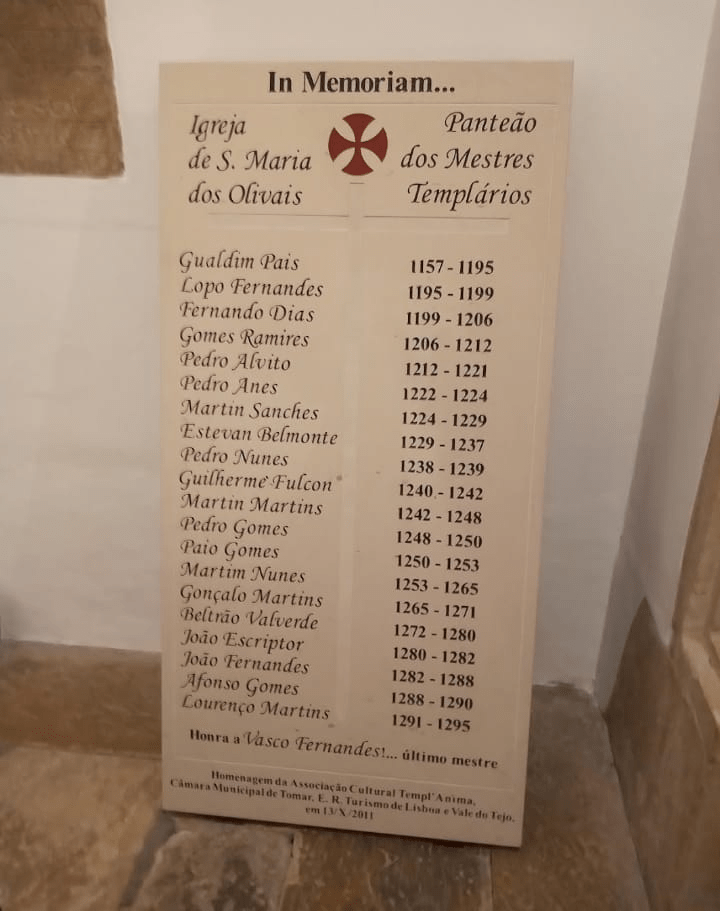 In Memoriam...
Igreja
de S. Maria
dos Olivais
Panteão
dos Mestres
Templários
Gualdim Pais 1157 - 1195
Lopo Fernandes 1195 - 1199
Fernando Dias 1199 - 1206
Gomes Ramires 1206 - 1212
Pedro Alvito 1212 - 1221
Pedro Anes 1222 - 1224
Martin Sanches 1224 - 1229
Estevan Belmonte 1229 - 1237
Pedro Nunes 1238 - 1239
Guilherme Fulcon 1240 - 1242
Martin Martins 1242 - 1248
Pedro Gomes 1248 - 1250
Paio Gomes 1250 - 1253
Martim Nunes 1253 - 1265
Gonçalo Martins 1265 - 1271
Beltrão Valverde 1272 - 1280
João Escriptor 1280 - 1282
João Fernandes 1282 - 1288
Afonso Gomes 1288 - 1290
Lourenço Martins 1291 - 1295
Honra a Vasco Fernandes!... último mestre
Homenagem da Associação Cultural Templ'Anima,
Câmara Municipal de Tomar, E. R. Turismo de Lisboa e Vale do Tejo,
em 13/X/2011